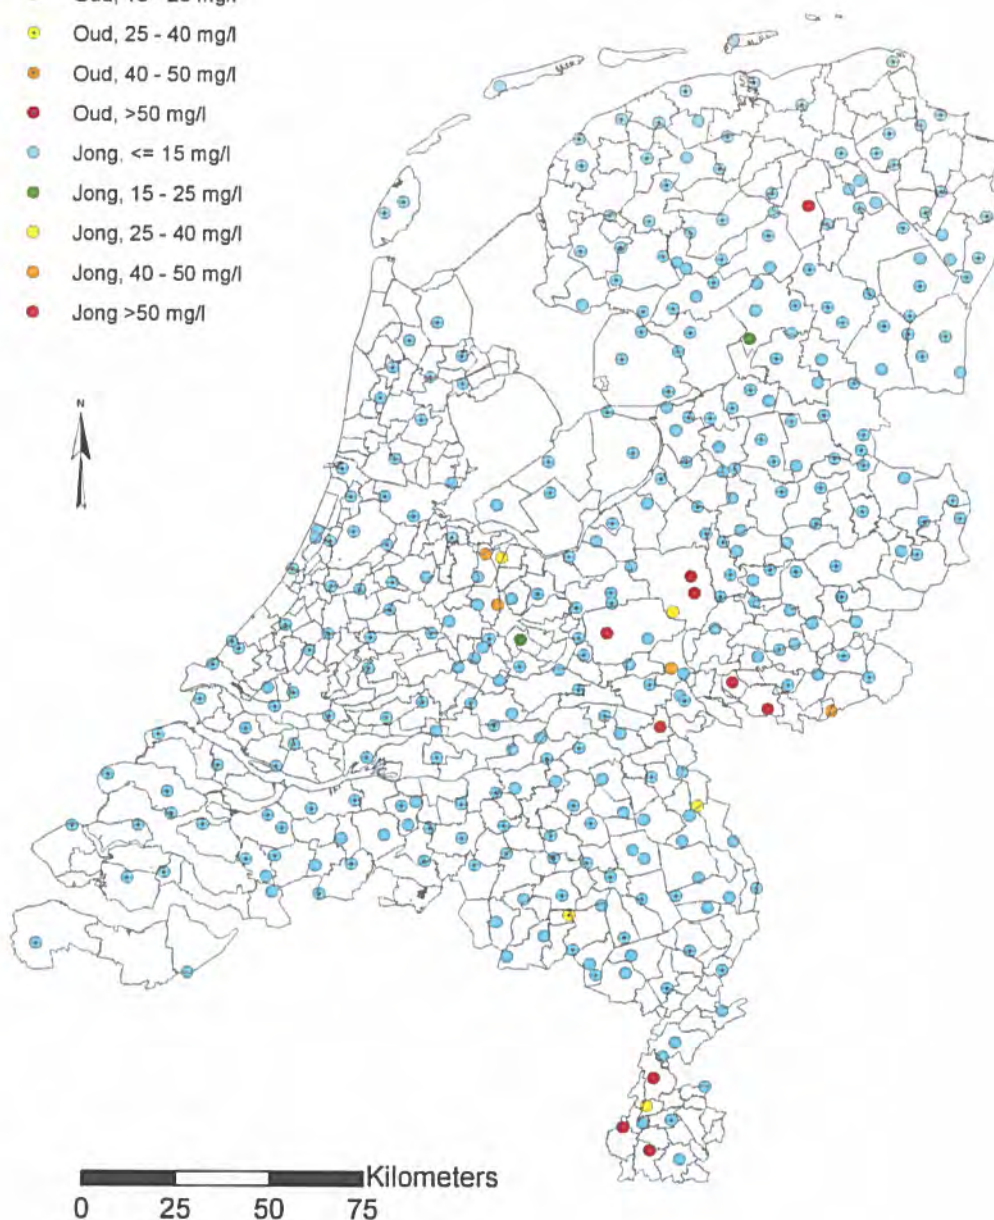 Oud, 25 - 40 mg/l
Oud, 40 - 50 mg/l
Oud, >50 mg/l
Jong, <= 15 mg/l
Jong, 15 - 25 mg/l
Jong, 25 - 40 mg/l
Jong, 40 - 50 mg/l
Jong >50 mg/l
N
Kilometers
0 25 50 75